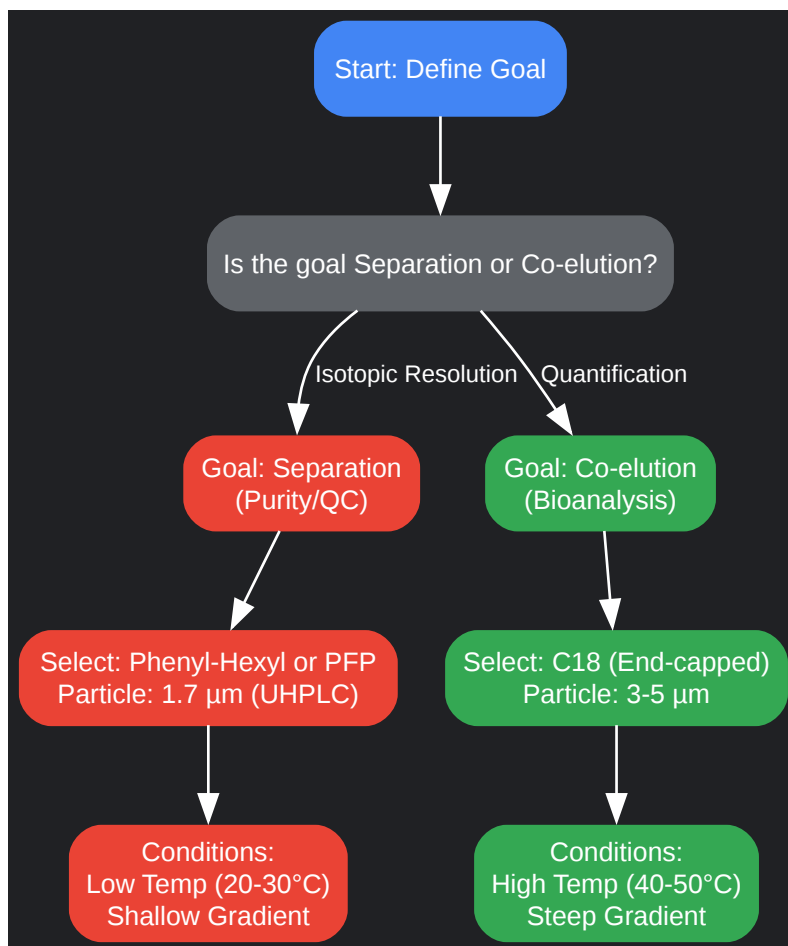 Start: Define Goal
Is the goal Separation or Co-elution?
Isotopic Resolution
Quantification
Goal: Separation
(Purity/QC)
Goal: Co-elution
(Bioanalysis)
Select: Phenyl-Hexyl or PFP
Particle: 1.7 µm (UHPLC)
Select: C18 (End-capped)
Particle: 3-5 µm
Conditions:
Low Temp (20-30°C)
Shallow Gradient
Conditions:
High Temp (40-50°C)
Steep Gradient